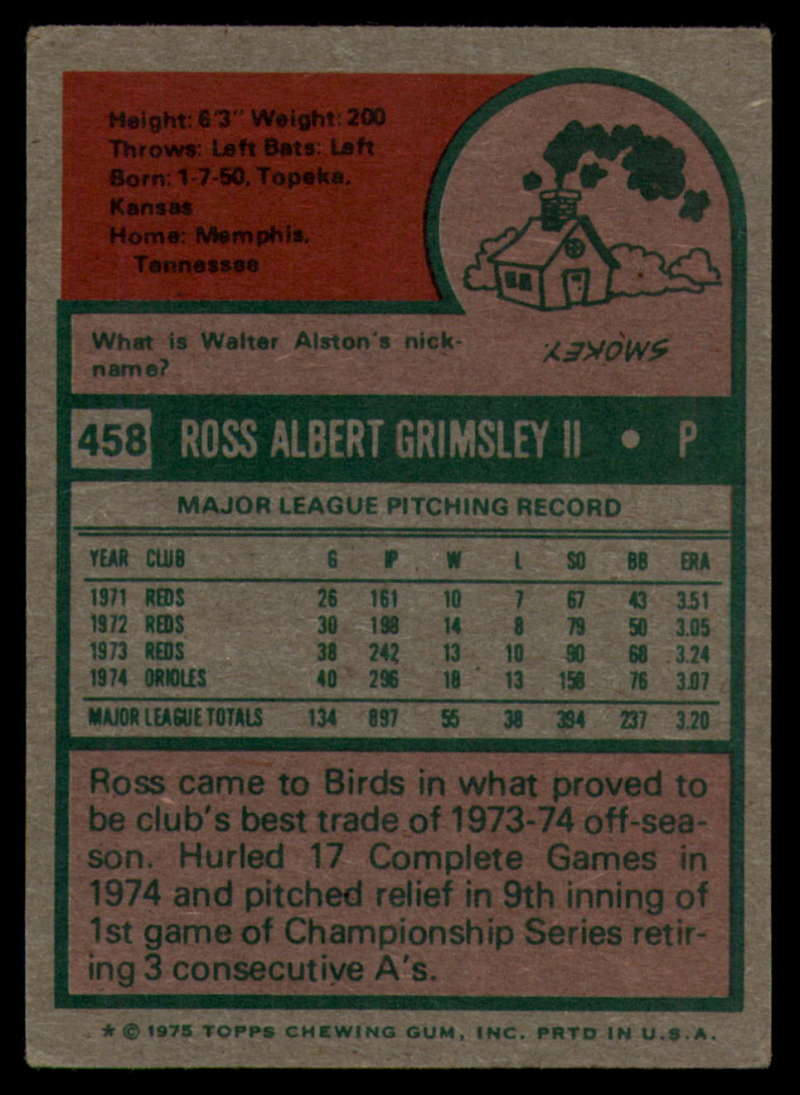 Height: 6'3" Weight: 200
Throws: Left Bats: Left
Born: 1-7-50, Topeka,
Kansas
Home: Memphis,
Tennessee
What is Walter Alston's nick-
name?
SMOKEY.
458 ROSS ALBERT GRIMSLEY II • P
MAJOR LEAGUE PITCHING RECORD
YEAR CLUB G IP W L SO BB ERA
1971 REDS 26 161 10 7 67 43 3.51
1972 REDS 30 198 14 8 79 50 3.05
1973 REDS 38 242 13 10 90 68 3.24
1974 ORIOLES 40 296 18 13 158 76 3.07
MAJOR LEAGUE TOTALS 134 897 55 38 394 237 3.20
Ross came to Birds in what proved to
be club's best trade of 1973-74 off-sea-
son. Hurled 17 Complete Games in
1974 and pitched relief in 9th inning of
1st game of Championship Series retir-
ing 3 consecutive A's.
* © 1975 TOPPS CHEWING GUM, INC. PRTD IN U.S.A.